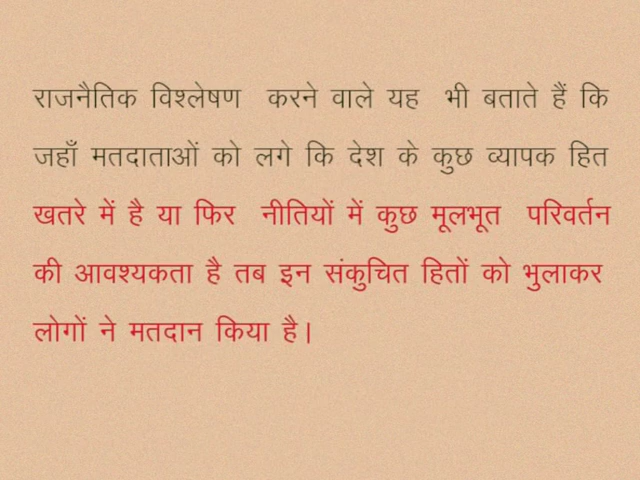 राजनैतिक विश्लेषण करने वाले यह भी बताते हैं कि
जहाँ मतदाताओं को लगे कि देश के कुछ व्यापक हित
खतरे में है या फिर नीतियों में कुछ मूलभूत परिवर्तन
की आवश्यकता है तब इन संकुचित हितों को भुलाकर
लोगों ने मतदान किया है।